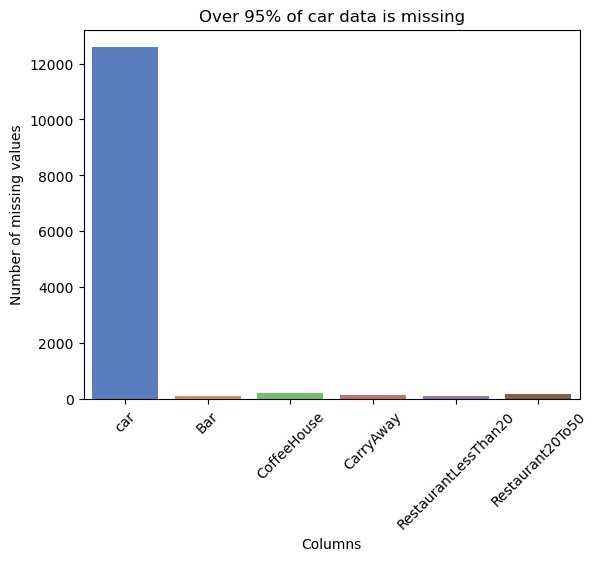 Over 95% of car data is missing
Number of missing values
12000
10000
8000
6000
4000
2000
0
car
Bar
CoffeeHouse
CarryAway
RestaurantLessThan20
Restaurant20To50
Columns